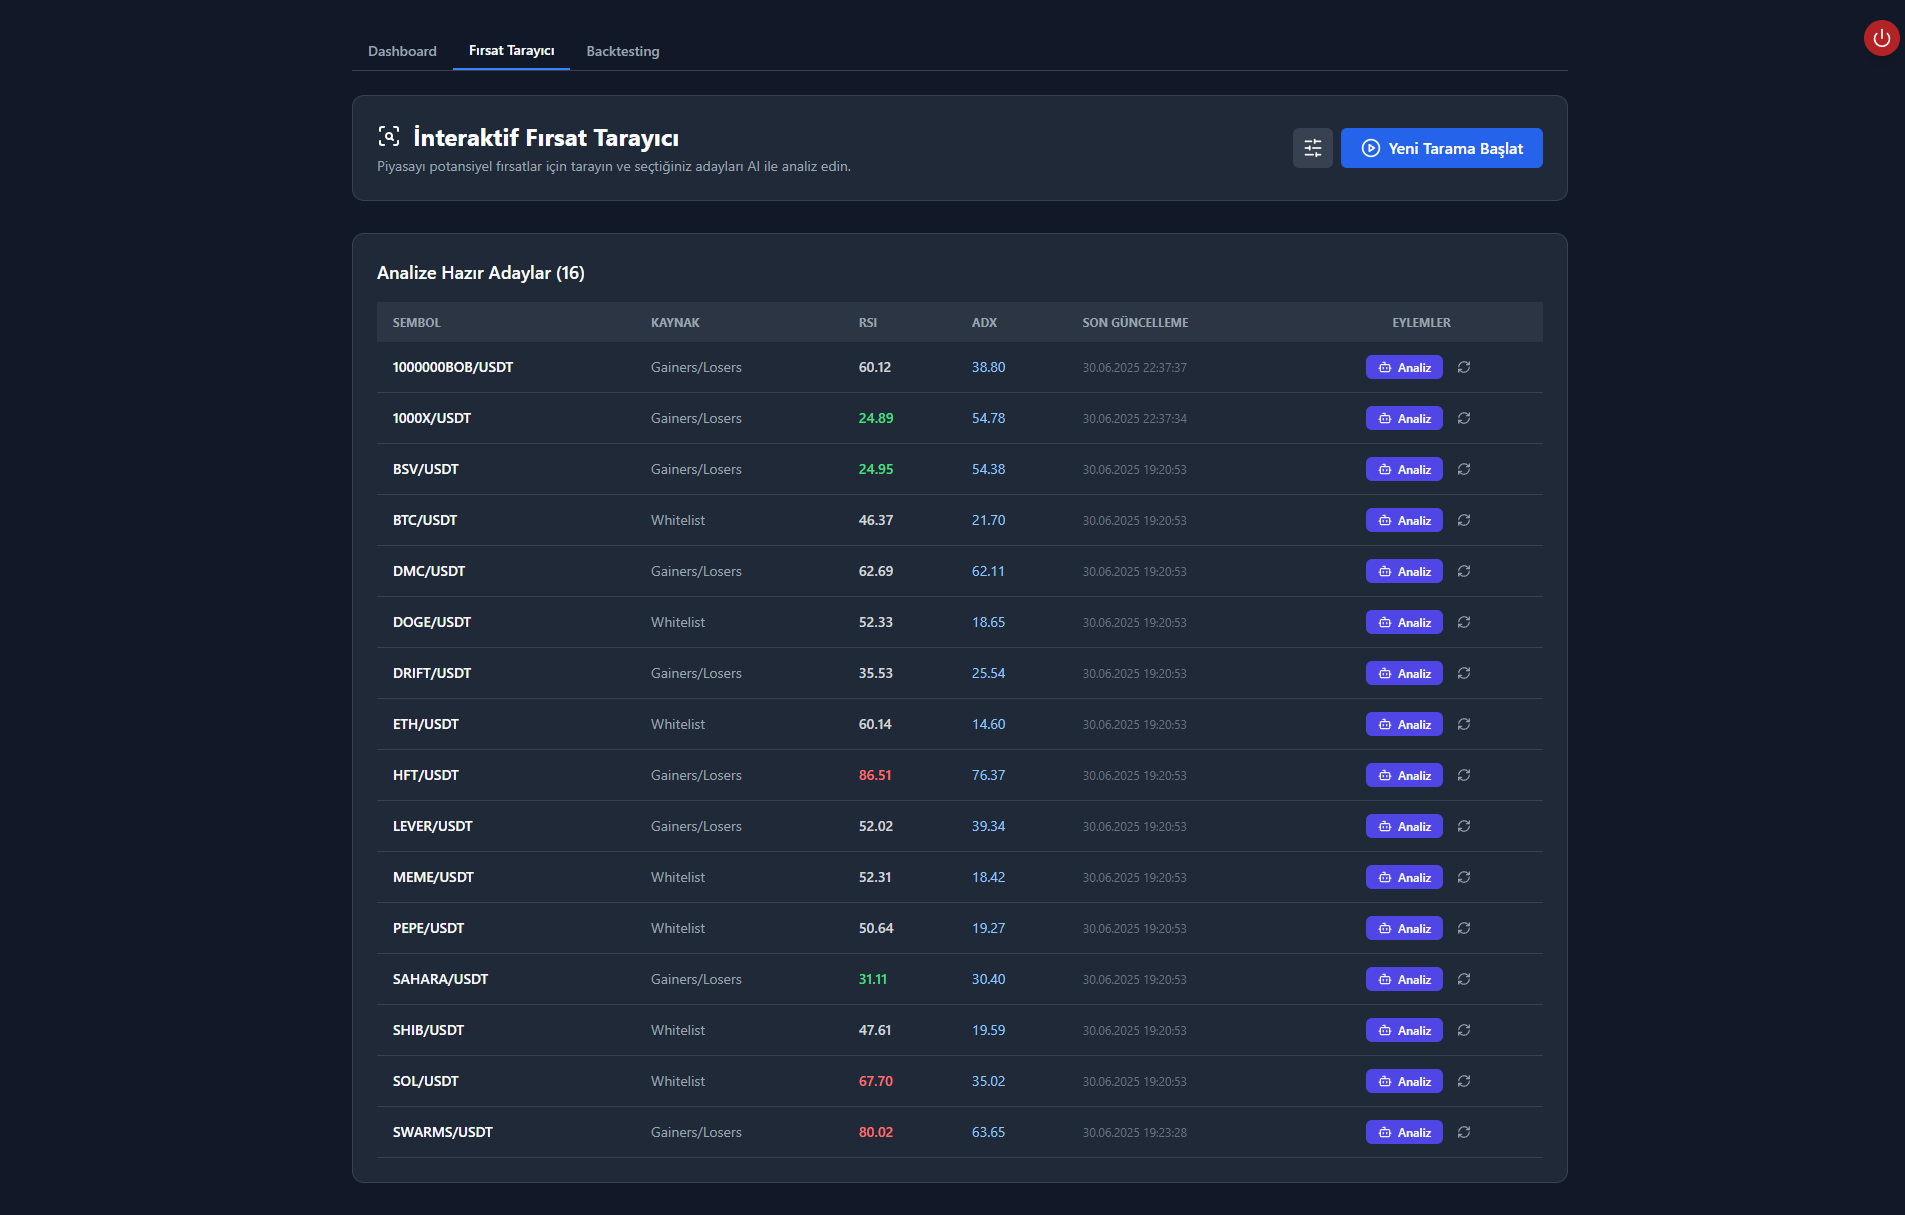 Dashboard Fırsat Tarayıcı Backtesting
İnteraktif Fırsat Tarayıcı
Piyasayı potansiyel fırsatlar için tarayın ve seçtiğiniz adayları AI ile analiz edin.
Yeni Tarama Başlat
Analize Hazır Adaylar (16)
SEMBOL KAYNAK RSI ADX SON GÜNCELLEME EYLEMLER
1000000BOB/USDT Gainers/Losers 60.12 38.80 30.06.2025 22:37:37 Analiz
1000X/USDT Gainers/Losers 24.89 54.78 30.06.2025 22:37:34 Analiz
BSV/USDT Gainers/Losers 24.95 54.38 30.06.2025 19:20:53 Analiz
BTC/USDT Whitelist 46.37 21.70 30.06.2025 19:20:53 Analiz
DMC/USDT Gainers/Losers 62.69 62.11 30.06.2025 19:20:53 Analiz
DOGE/USDT Whitelist 52.33 18.65 30.06.2025 19:20:53 Analiz
DRIFT/USDT Gainers/Losers 35.53 25.54 30.06.2025 19:20:53 Analiz
ETH/USDT Whitelist 60.14 14.60 30.06.2025 19:20:53 Analiz
HFT/USDT Gainers/Losers 86.51 76.37 30.06.2025 19:20:53 Analiz
LEVER/USDT Gainers/Losers 52.02 39.34 30.06.2025 19:20:53 Analiz
MEME/USDT Whitelist 52.31 18.42 30.06.2025 19:20:53 Analiz
PEPE/USDT Whitelist 50.64 19.27 30.06.2025 19:20:53 Analiz
SAHARA/USDT Gainers/Losers 31.11 30.40 30.06.2025 19:20:53 Analiz
SHIB/USDT Whitelist 47.61 19.59 30.06.2025 19:20:53 Analiz
SOL/USDT Whitelist 67.70 35.02 30.06.2025 19:20:53 Analiz
SWARMS/USDT Gainers/Losers 80.02 63.65 30.06.2025 19:23:28 Analiz